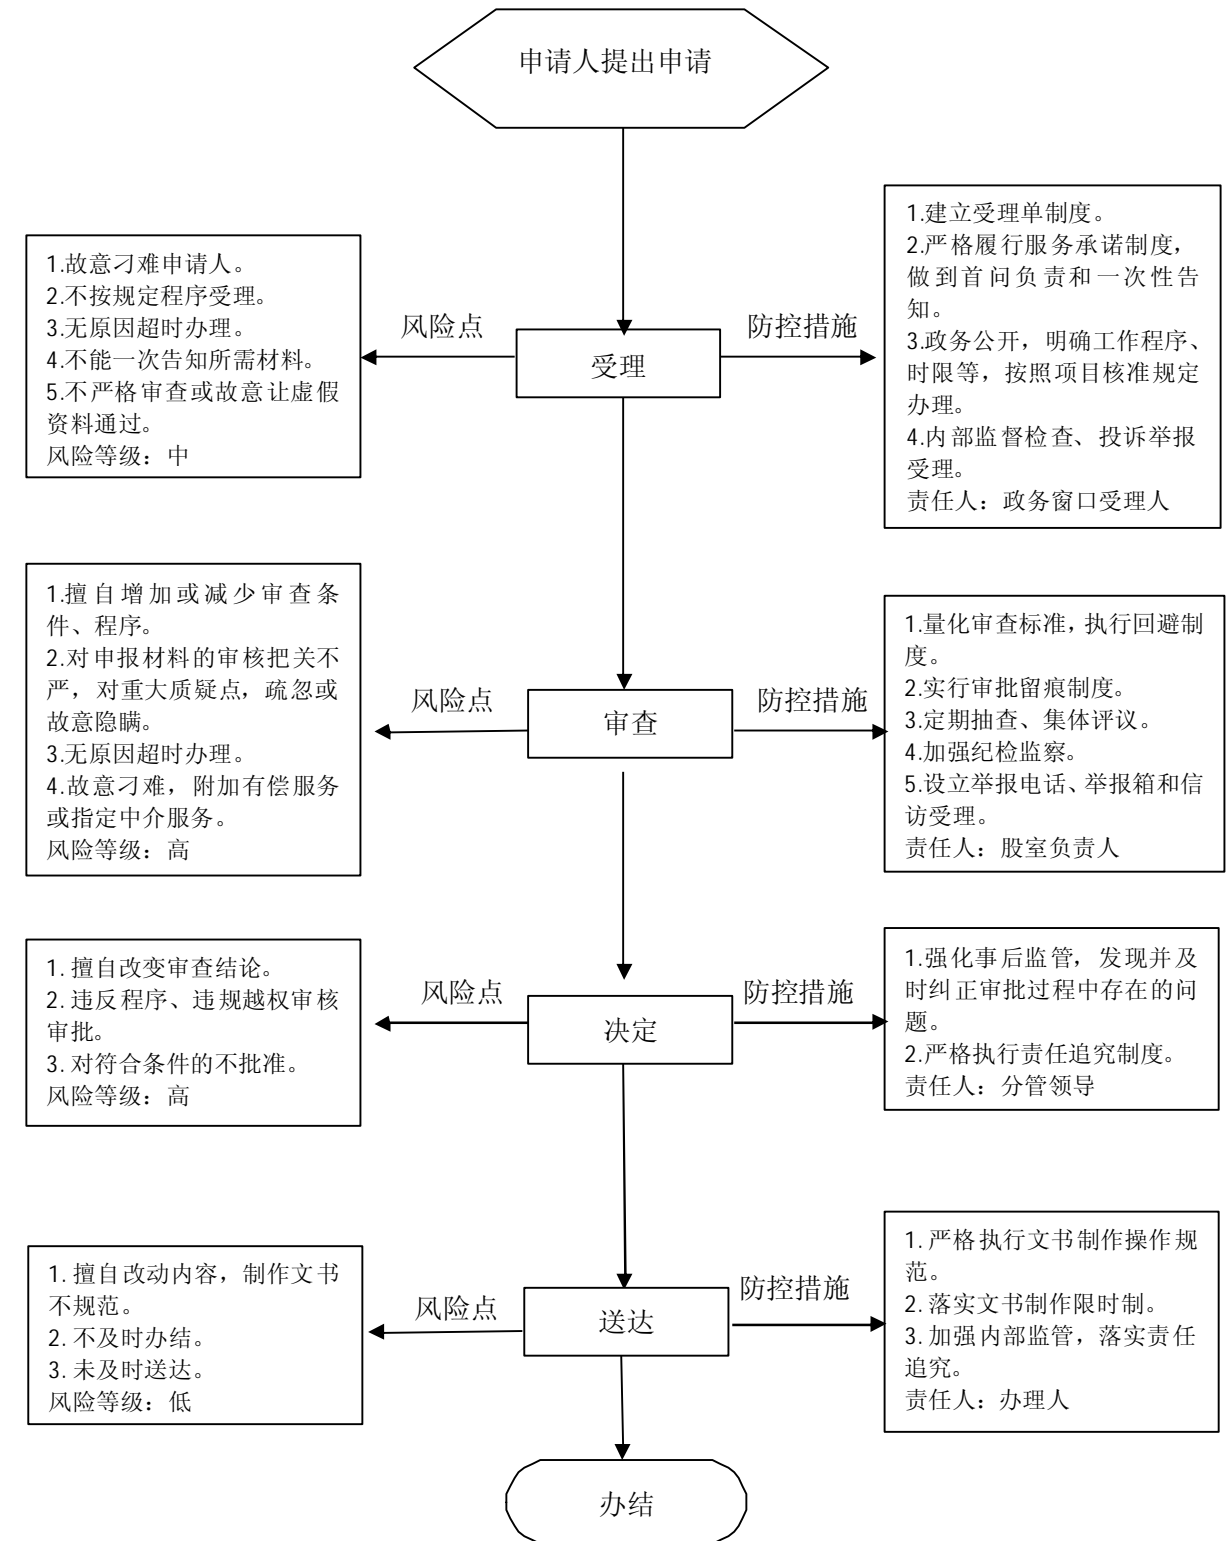 申请人提出申请
1.故意刁难申请人。
2.不按规定程序受理。
3.无原因超时办理。
4.不能一次告知所需材料。
5.不严格审查或故意让虚假
资料通过。
风险等级：中
风险点
受理
防控措施
1.建立受理单制度。
2.严格履行服务承诺制度，
做到首问负责和一次性告
知。
3.政务公开，明确工作程序、
时限等，按照项目核准规定
办理。
4.内部监督检查、投诉举报
受理。
责任人：政务窗口受理人
1.擅自增加或减少审查条
件、程序。
2.对申报材料的审核把关不
严，对重大质疑点，疏忽或
故意隐瞒。
3.无原因超时办理。
4.故意刁难，附加有偿服务
或指定中介服务。
风险等级：高
风险点
审查
防控措施
1.量化审查标准，执行回避制
度。
2.实行审批留痕制度。
3.定期抽查、集体评议。
4.加强纪检监察。
5.设立举报电话、举报箱和信
访受理。
责任人：股室负责人
1.擅自改变审查结论。
2.违反程序、违规越权审核
审批。
3.对符合条件的不批准。
风险等级：高
风险点
决定
防控措施
1.强化事后监管，发现并及
时纠正审批过程中存在的问
题。
2.严格执行责任追究制度。
责任人：分管领导
1.擅自改动内容，制作文书
不规范。
2.不及时办结。
3.未及时送达。
风险等级：低
风险点
送达
防控措施
1.严格执行文书制作操作规
范。
2.落实文书制作限时制。
3.加强内部监管，落实责任
追究。
责任人：办理人
办结